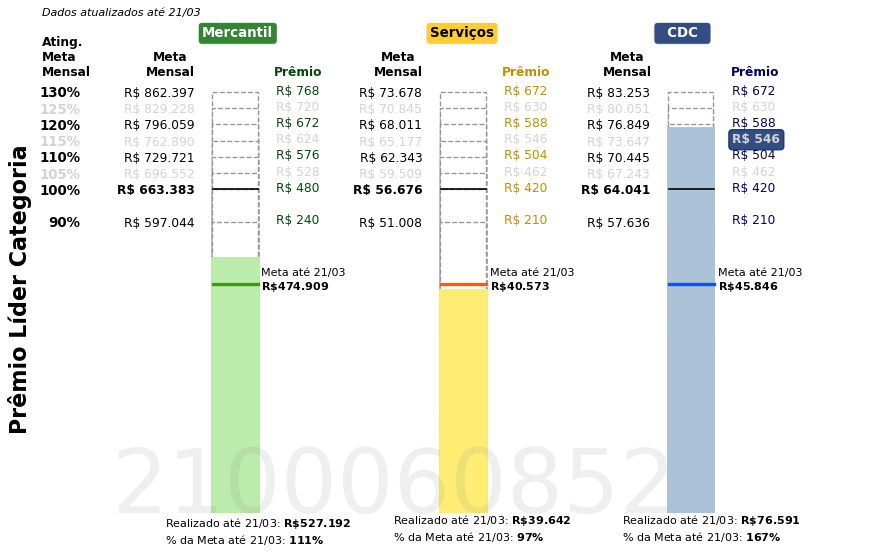 Dados atualizados até 21/03
Mercantil
Serviços
CDC
Ating.
Meta
Mensal
Meta
Mensal
Prêmio
Meta
Mensal
Prêmio
Meta
Mensal
Prêmio
130% R$ 862.397 R$ 768 R$ 73.678 R$ 672 R$ 83.253 R$ 672
125% R$ 829.228 R$ 720 R$ 70.845 R$ 630 R$ 80.051 R$ 630
120% R$ 796.059 R$ 672 R$ 68.011 R$ 588 R$ 76.849 R$ 588
115% R$ 762.890 R$ 624 R$ 65.177 R$ 546 R$ 73.647 R$ 546
110% R$ 729.721 R$ 576 R$ 62.343 R$ 504 R$ 70.445 R$ 504
105% R$ 696.552 R$ 528 R$ 59.509 R$ 462 R$ 67.243 R$ 462
100% R$ 663.383 R$ 480 R$ 56.676 R$ 420 R$ 64.041 R$ 420
90% R$ 597.044 R$ 240 R$ 51.008 R$ 210 R$ 57.636 R$ 210
Meta até 21/03
R$474.909
Meta até 21/03
R$40.573
Meta até 21/03
R$45.846
Prêmio Líder Categoria
2100060852
Realizado até 21/03: R$527.192
% da Meta até 21/03: 111%
Realizado até 21/03: R$39.642
% da Meta até 21/03: 97%
Realizado até 21/03: R$76.591
% da Meta até 21/03: 167%